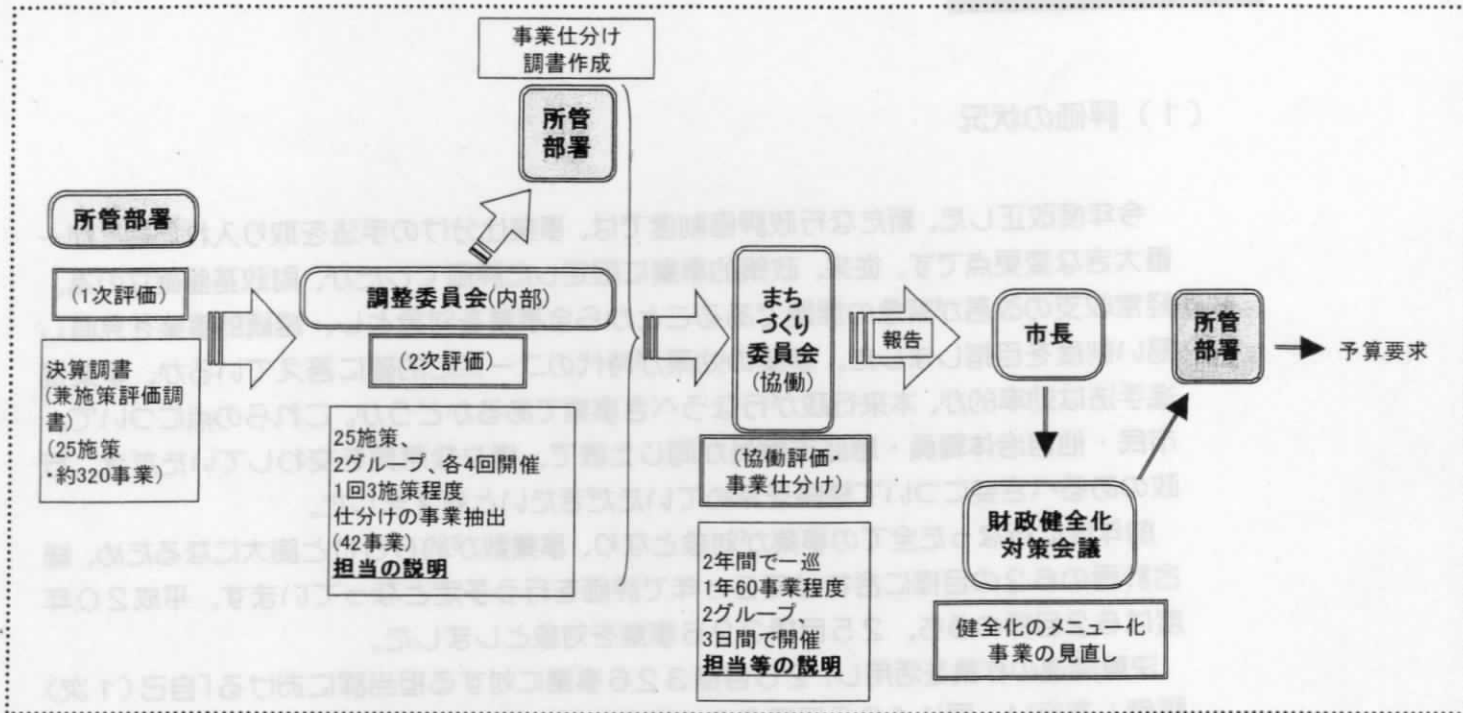 事業仕分け
調書作成
所管
部署
所管部署
(1次評価)
決算調書
(兼施策評価調
書)
(25施策
・約320事業)
調整委員会(内部)
(2次評価)
25施策、
2グループ、各4回開催
1回3施策程度
仕分けの事業抽出
(42事業)
担当の説明
まち
づくり
委員会
(協働)
(協働評価・
事業仕分け)
2年間で一巡
1年60事業程度
2グループ、
3日間で開催
担当等の説明
報告
市長
財政健全化
対策会議
健全化のメニュー化
事業の見直し
所管
部署
予算要求